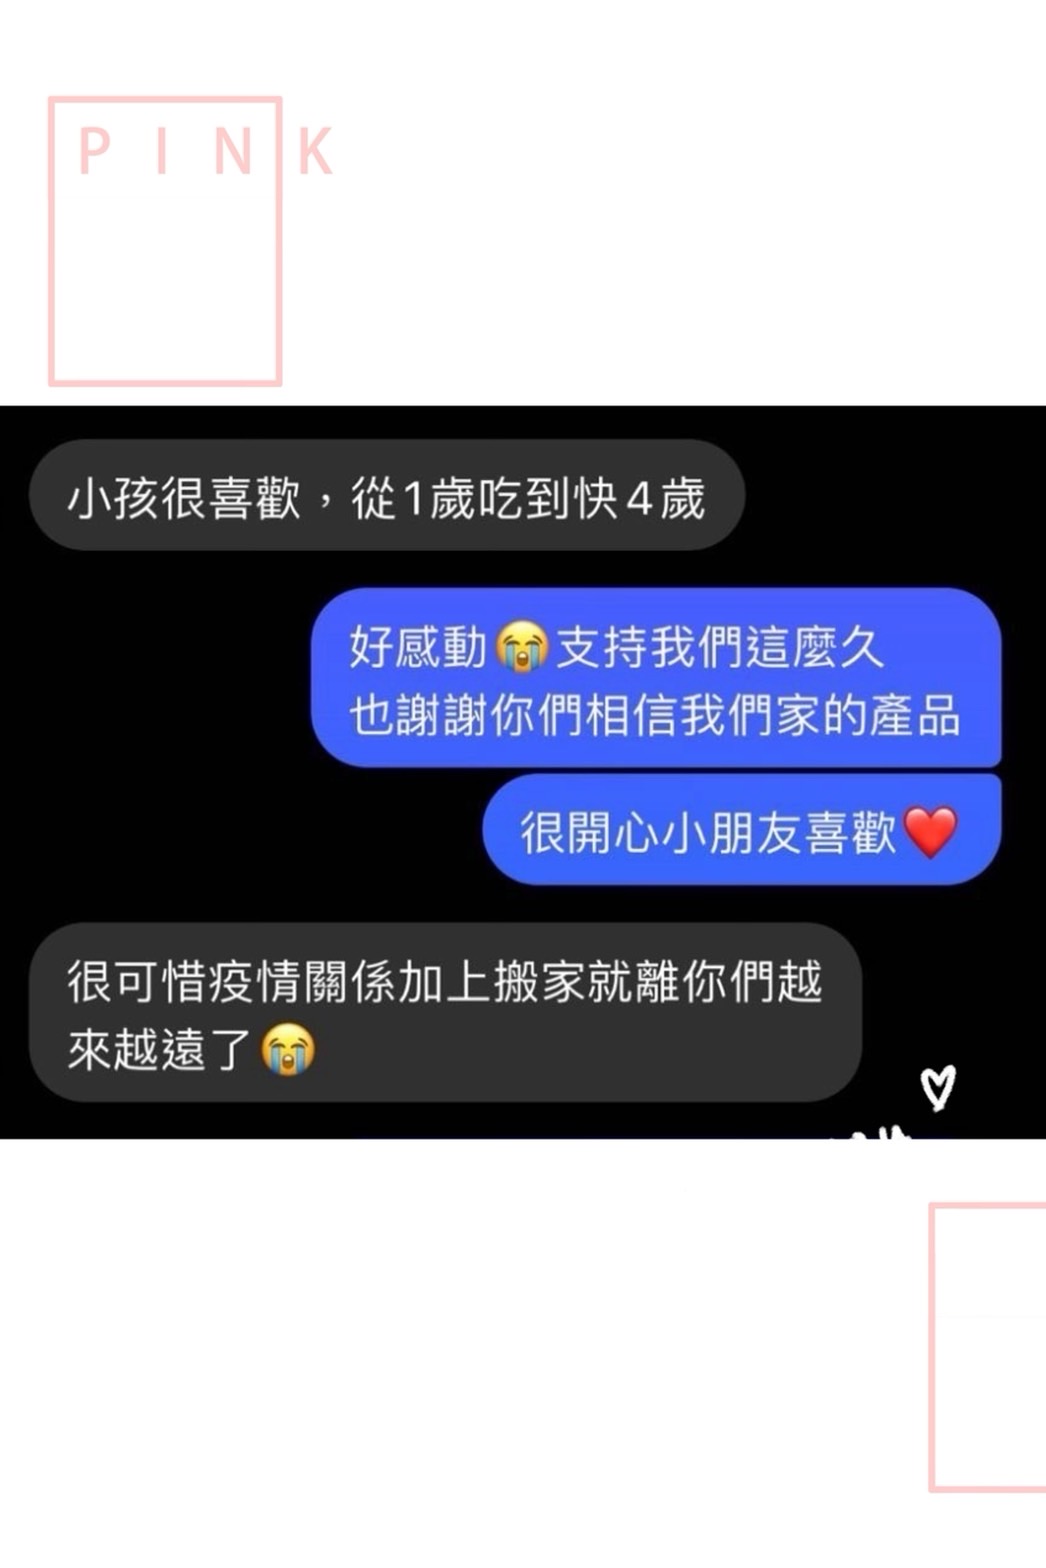 PINK
小孩很喜歡，從1歲吃到快4歲
好感動😭支持我們這麼久
也謝謝你們相信我們家的產品
很開心小朋友喜歡❤️
很可惜疫情關係加上搬家就離你們越
來越遠了😭